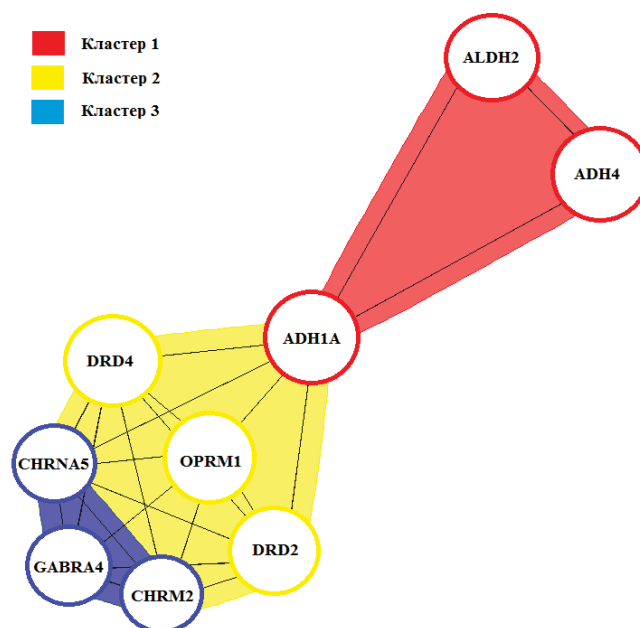 Кластер 1
Кластер 2
Кластер 3
ALDH2
ADH4
ADH1A
DRD4
CHRNA5
OPRM1
DRD2
GABRA4
CHRM2